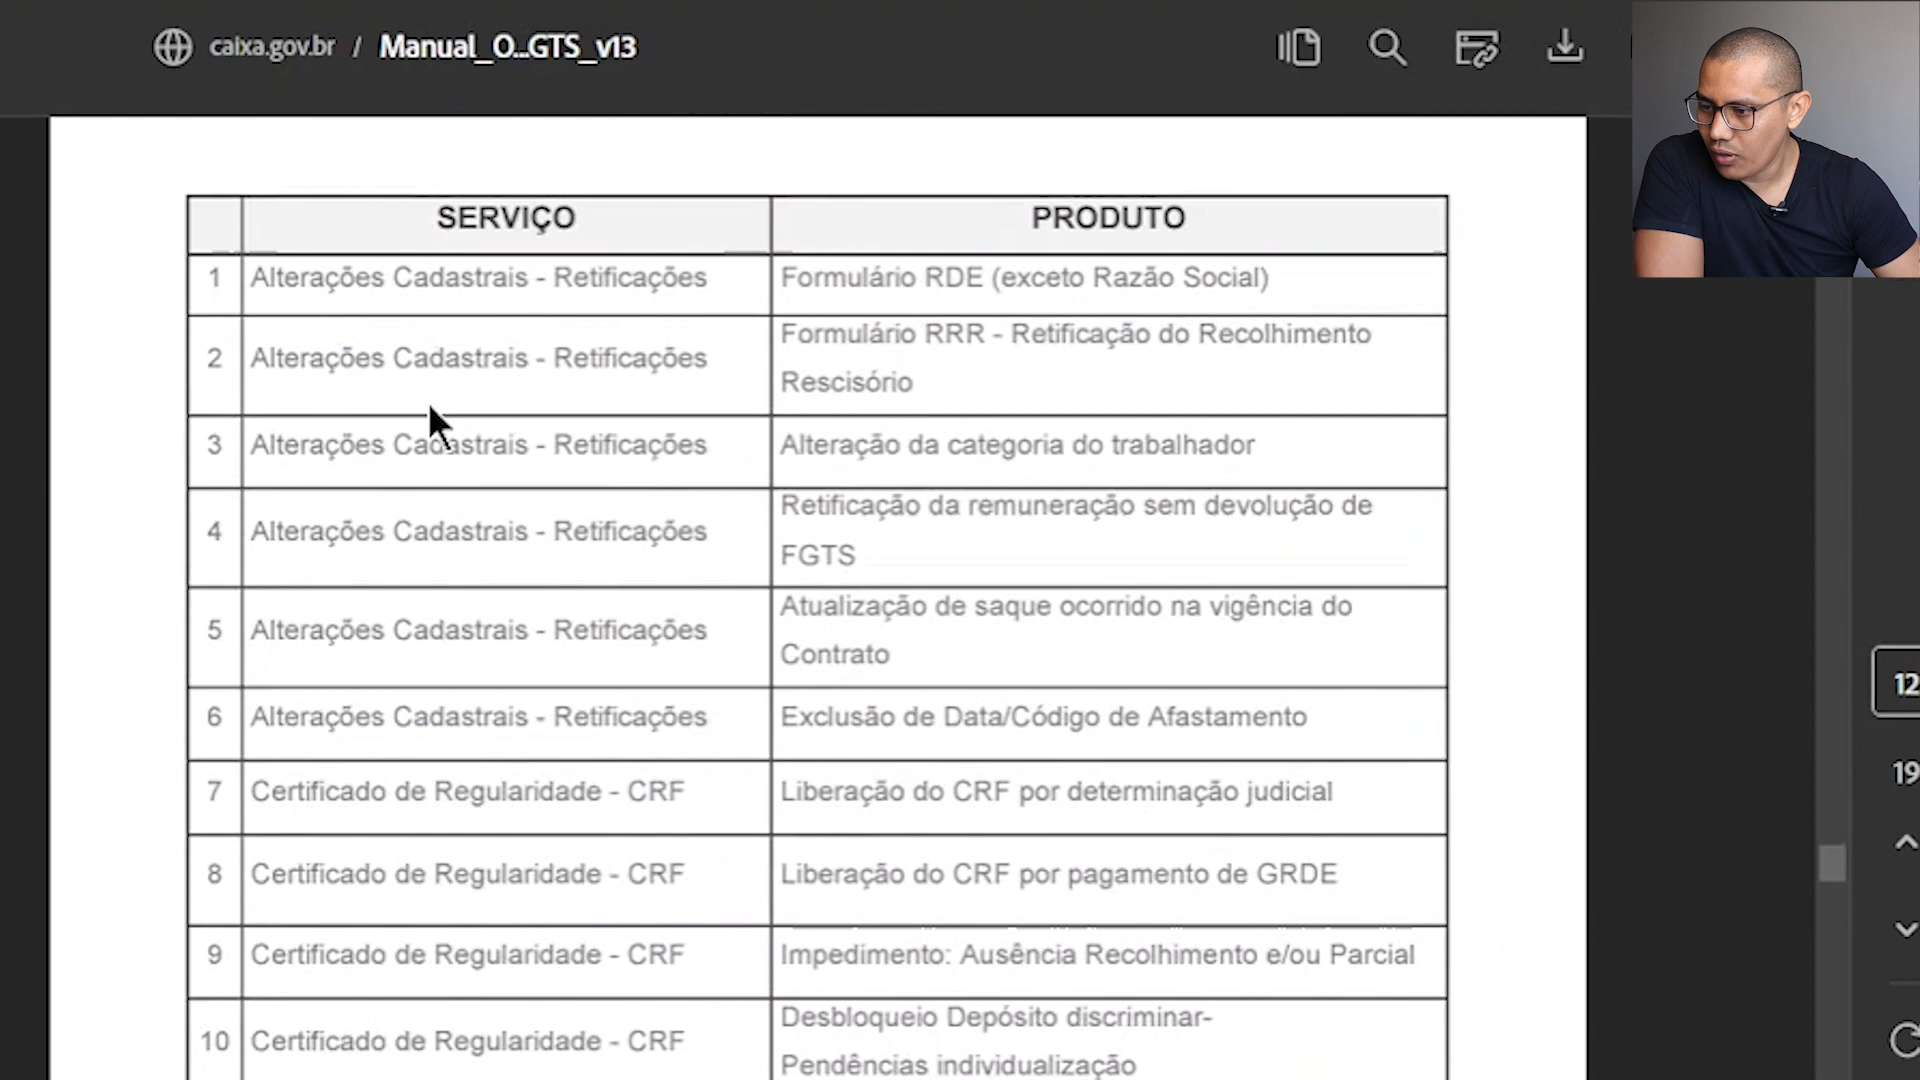 caixa.gov.br / Manual_O...GTS_v13
SERVIÇO PRODUTO
1 Alterações Cadastrais - Retificações Formulário RDE (exceto Razão Social)
2 Alterações Cadastrais - Retificações Formulário RRR - Retificação do Recolhimento
Rescisório
3 Alterações Cadastrais - Retificações Alteração da categoria do trabalhador
4 Alterações Cadastrais - Retificações Retificação da remuneração sem devolução de
FGTS
5 Alterações Cadastrais - Retificações Atualização de saque ocorrido na vigência do
Contrato
6 Alterações Cadastrais - Retificações Exclusão de Data/Código de Afastamento
7 Certificado de Regularidade - CRF Liberação do CRF por determinação judicial
8 Certificado de Regularidade - CRF Liberação do CRF por pagamento de GRDE
9 Certificado de Regularidade - CRF Impedimento: Ausência Recolhimento e/ou Parcial
10 Certificado de Regularidade - CRF Desbloqueio Depósito discriminar-
Pendências individualização